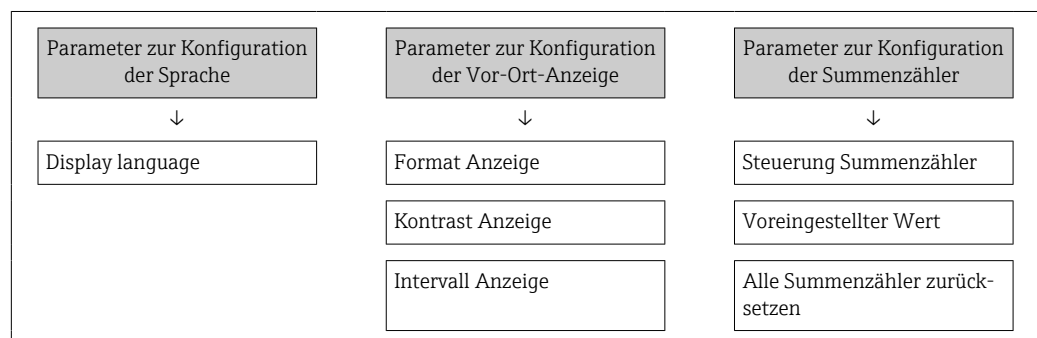 Parameter zur Konfiguration
der Sprache
↓
Display language
Parameter zur Konfiguration
der Vor-Ort-Anzeige
↓
Format Anzeige
Kontrast Anzeige
Intervall Anzeige
Parameter zur Konfiguration
der Summenzähler
↓
Steuerung Summenzähler
Voreingestellter Wert
Alle Summenzähler zurück-
setzen